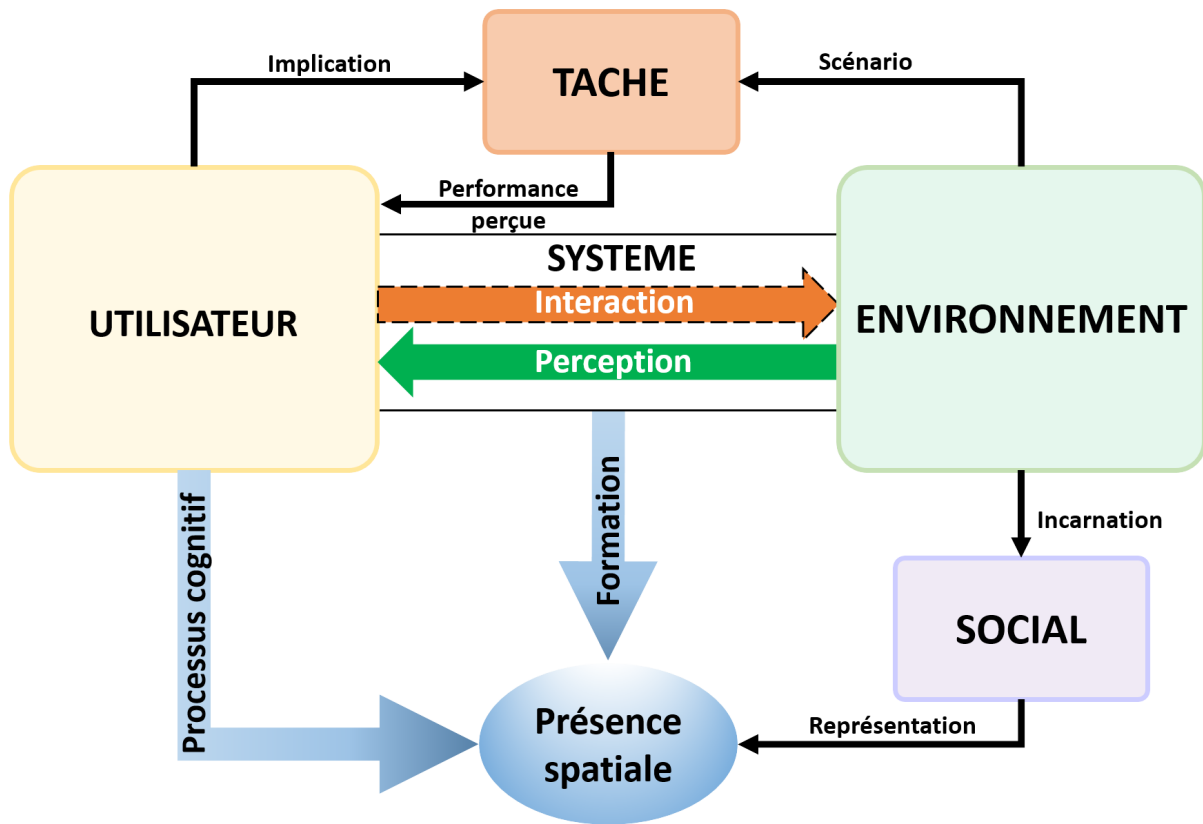 Implication
TACHE
Scénario
Performance
perçue
SYSTEME
Interaction
UTILISATEUR
ENVIRONNEMENT
Perception
Processus cognitif
Formation
Incarnation
SOCIAL
Présence
spatiale
Représentation